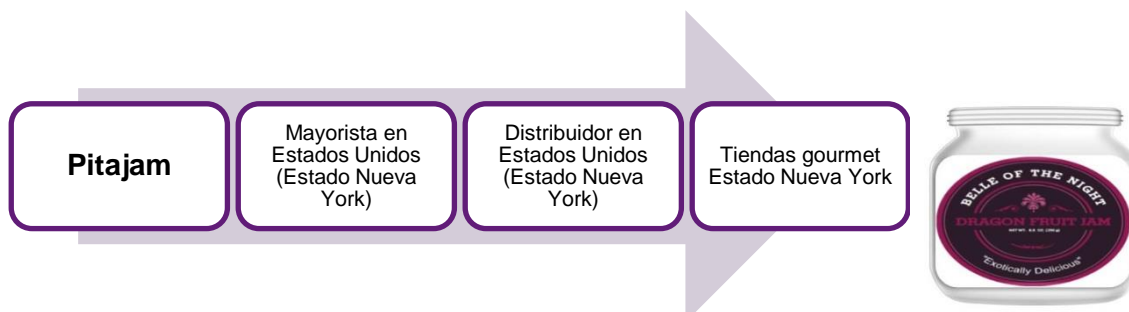 Pitajam
Mayorista en
Estados Unidos
(Estado Nueva
York)
Distribuidor en
Estados Unidos
(Estado Nueva
York)
Tiendas gourmet
Estado Nueva York
BELLE OF THE NIGHT
DRAGON FRUIT JAM
"Exotically Delicious"